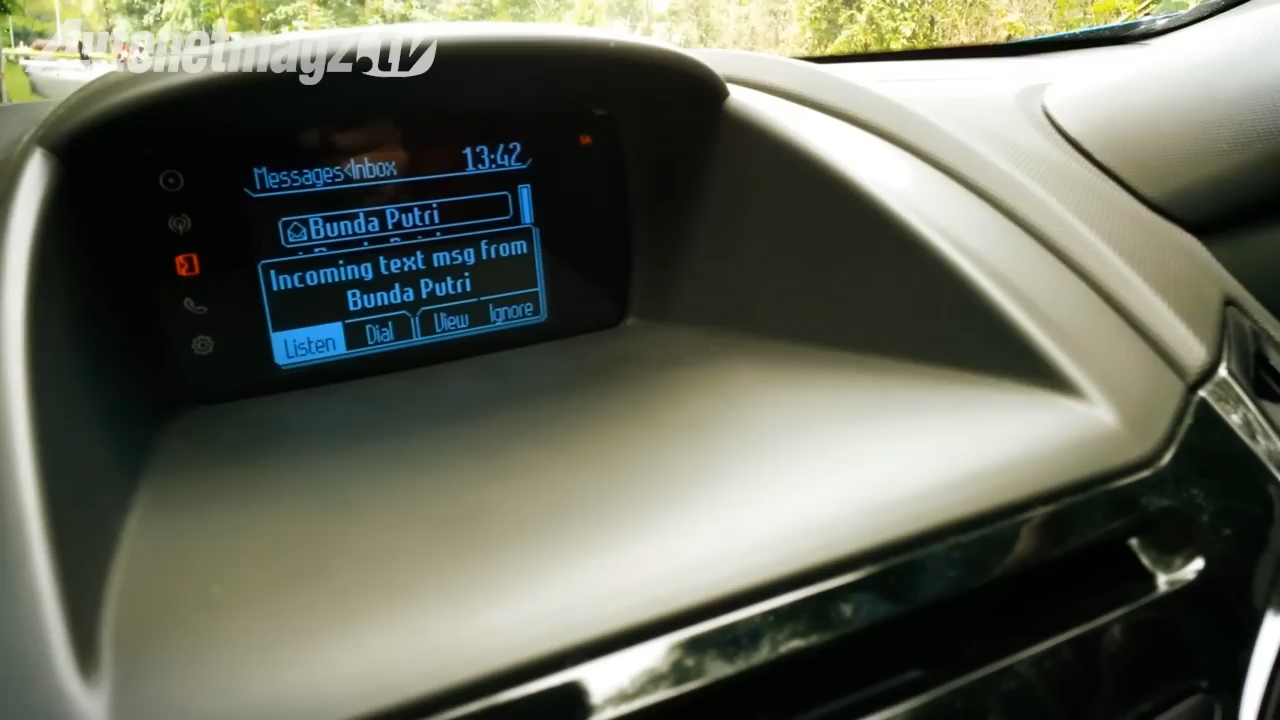 Autonetmagz TV
Messages<Inbox
13:42
Bunda Putri
Incoming text msg from
Bunda Putri
Listen
Dial
View
Ignore